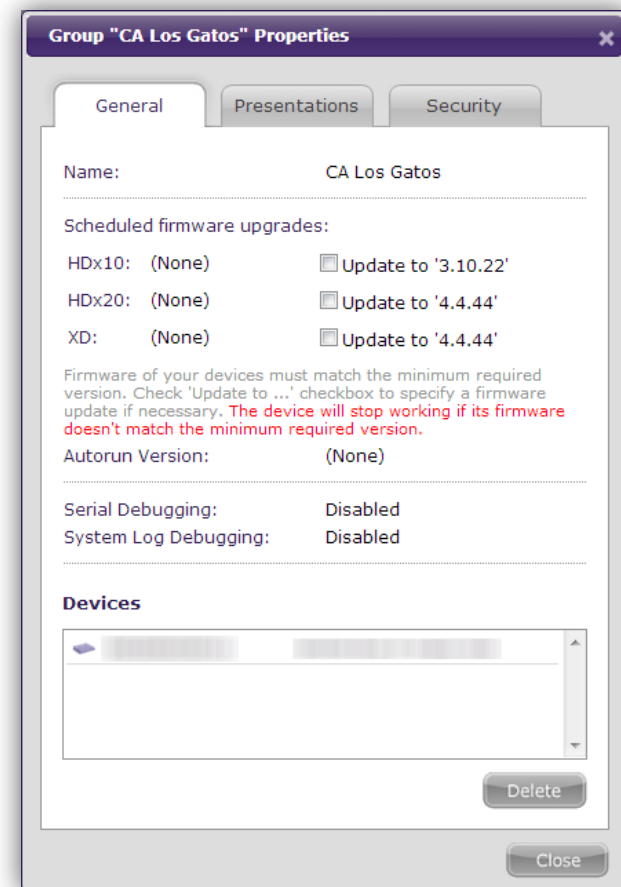 Group "CA Los Gatos" Properties
General Presentations Security
Name: CA Los Gatos
Scheduled firmware upgrades:
HDx10: (None) Update to '3.10.22'
HDx20: (None) Update to '4.4.44'
XD: (None) Update to '4.4.44'
Firmware of your devices must match the minimum required
version. Check 'Update to ...' checkbox to specify a firmware
update if necessary. The device will stop working if its firmware
doesn't match the minimum required version.
Autorun Version: (None)
Serial Debugging: Disabled
System Log Debugging: Disabled
Devices
Delete
Close